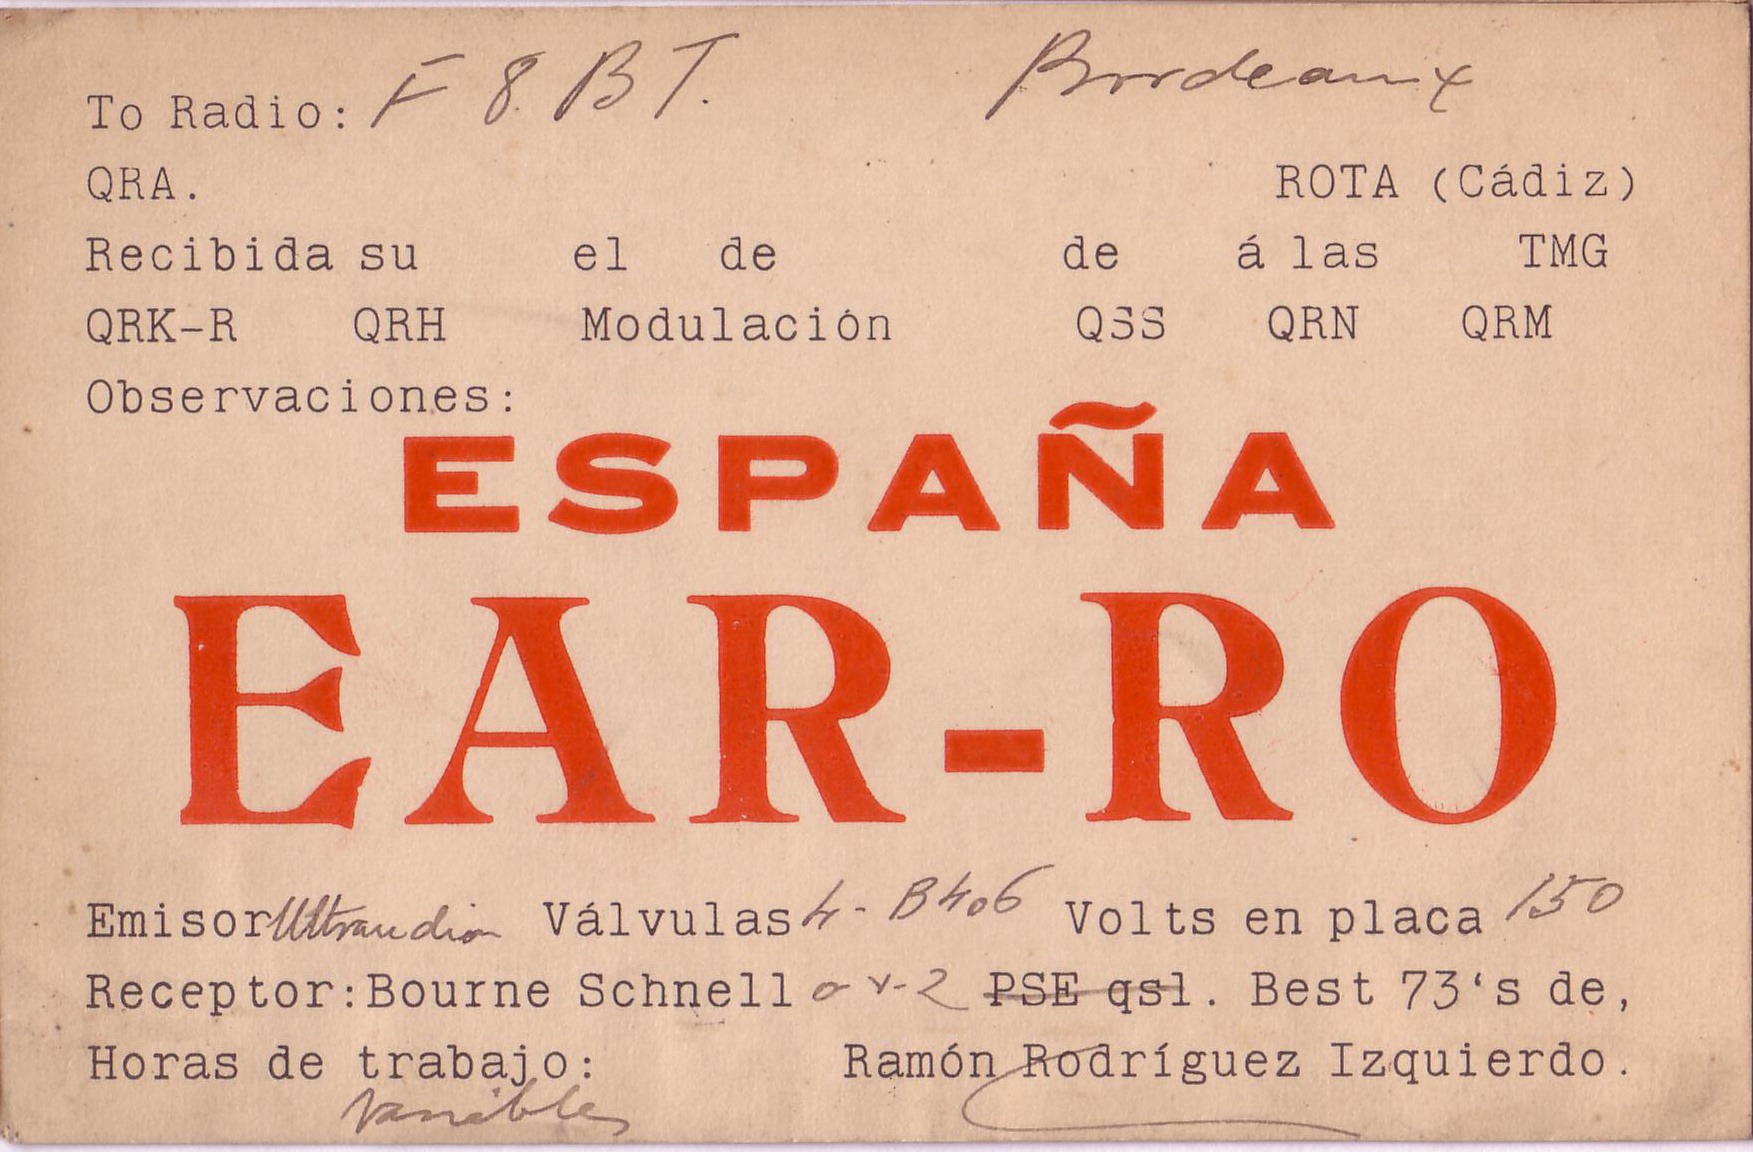 To Radio: F 8 BT. Bordeaux
QRA. ROTA (Cádiz)
Recibida su el de de á las TMG
QRK-R QRH Modulación QSS QRN QRM
Observaciones:
ESPAÑA
EAR-RO
Emisor Ultraudion Válvulas 4 - B406 Volts en placa 150
Receptor: Bourne Schnell o-v-2 PSE qsl. Best 73's de,
Horas de trabajo: Ramón Rodríguez Izquierdo.
Variables